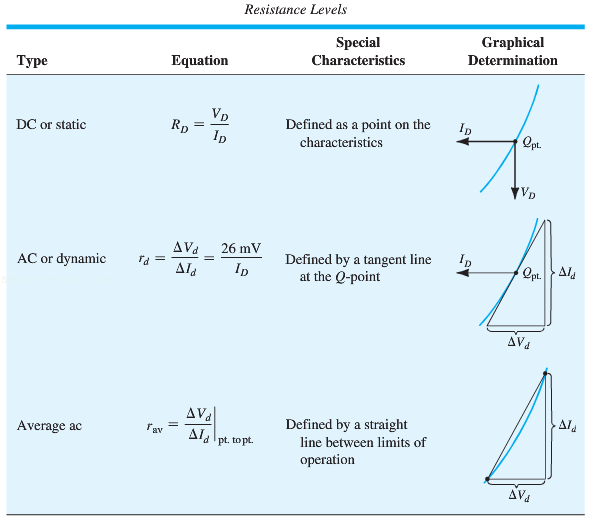 Resistance Levels
Special Graphical
Type Equation Characteristics Determination
DC or static R_D = V_D / I_D Defined as a point on the
characteristics
I_D
Q_pt.
V_D
AC or dynamic r_d = ΔV_d / ΔI_d = 26 mV / I_D Defined by a tangent line
at the Q-point
I_D
Q_pt.
ΔI_d
ΔV_d
Average ac r_av = ΔV_d / ΔI_d | pt. to pt. Defined by a straight
line between limits of
operation
ΔI_d
ΔV_d